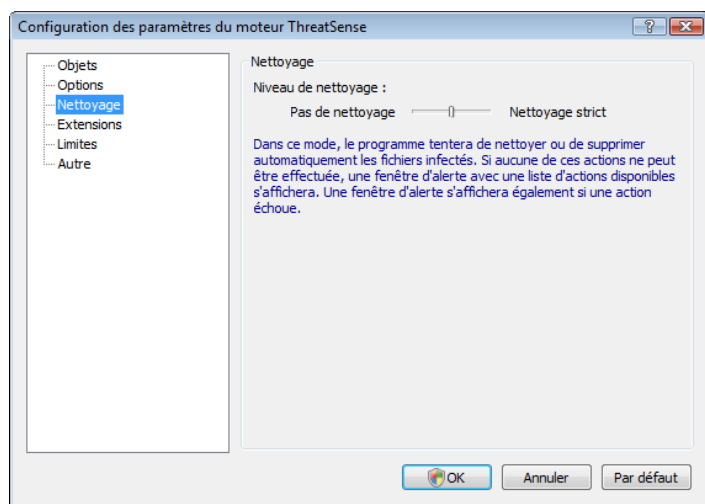 Configuration des paramètres du moteur ThreatSense
Objets
Options
Nettoyage
Extensions
Limites
Autre
Nettoyage
Niveau de nettoyage :
Pas de nettoyage
Nettoyage strict
Dans ce mode, le programme tentera de nettoyer ou de supprimer
automatiquement les fichiers infectés. Si aucune de ces actions ne peut
être effectuée, une fenêtre d'alerte avec une liste d'actions disponibles
s'affichera. Une fenêtre d'alerte s'affichera également si une action
échoue.
OK
Annuler
Par défaut